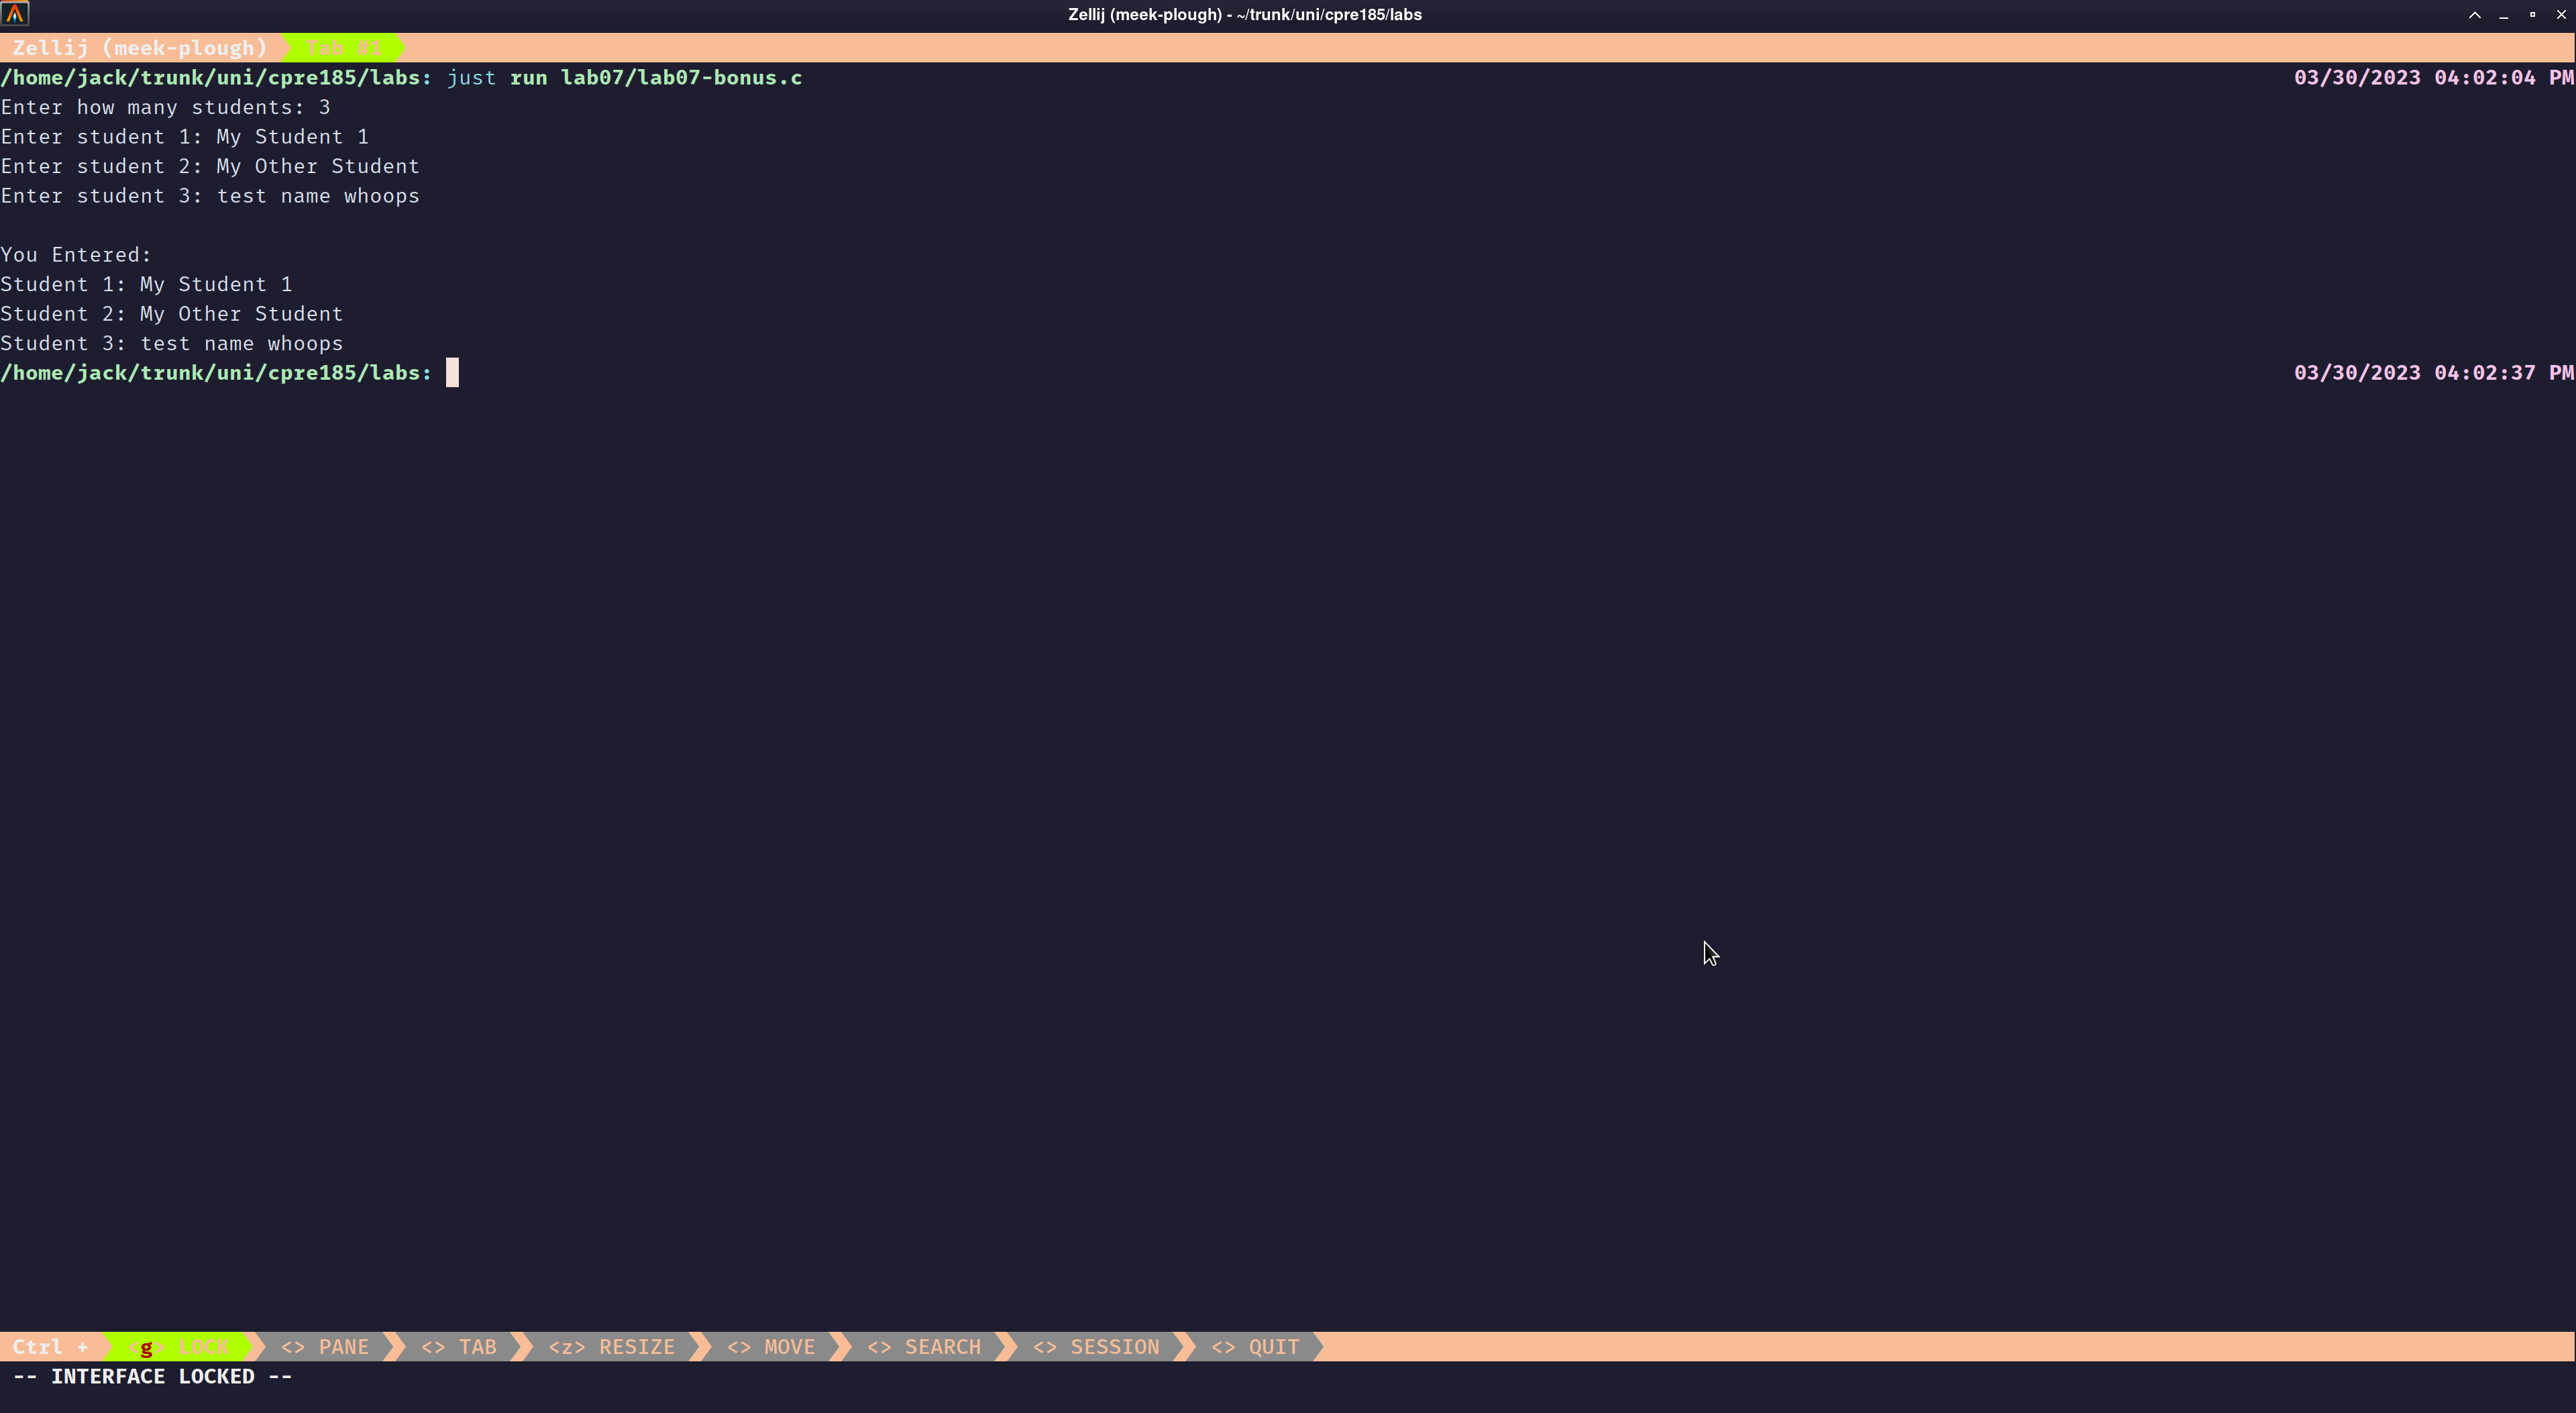 Zellij (meek-plough) - ~/trunk/uni/cpre185/labs
Zellij (meek-plough) Tab #1
/home/jack/trunk/uni/cpre185/labs: just run lab07/lab07-bonus.c 03/30/2023 04:02:04 PM
Enter how many students: 3
Enter student 1: My Student 1
Enter student 2: My Other Student
Enter student 3: test name whoops
You Entered:
Student 1: My Student 1
Student 2: My Other Student
Student 3: test name whoops
/home/jack/trunk/uni/cpre185/labs: 03/30/2023 04:02:37 PM
Ctrl + <g> LOCK <> PANE <> TAB <z> RESIZE <> MOVE <> SEARCH <> SESSION <> QUIT
-- INTERFACE LOCKED --